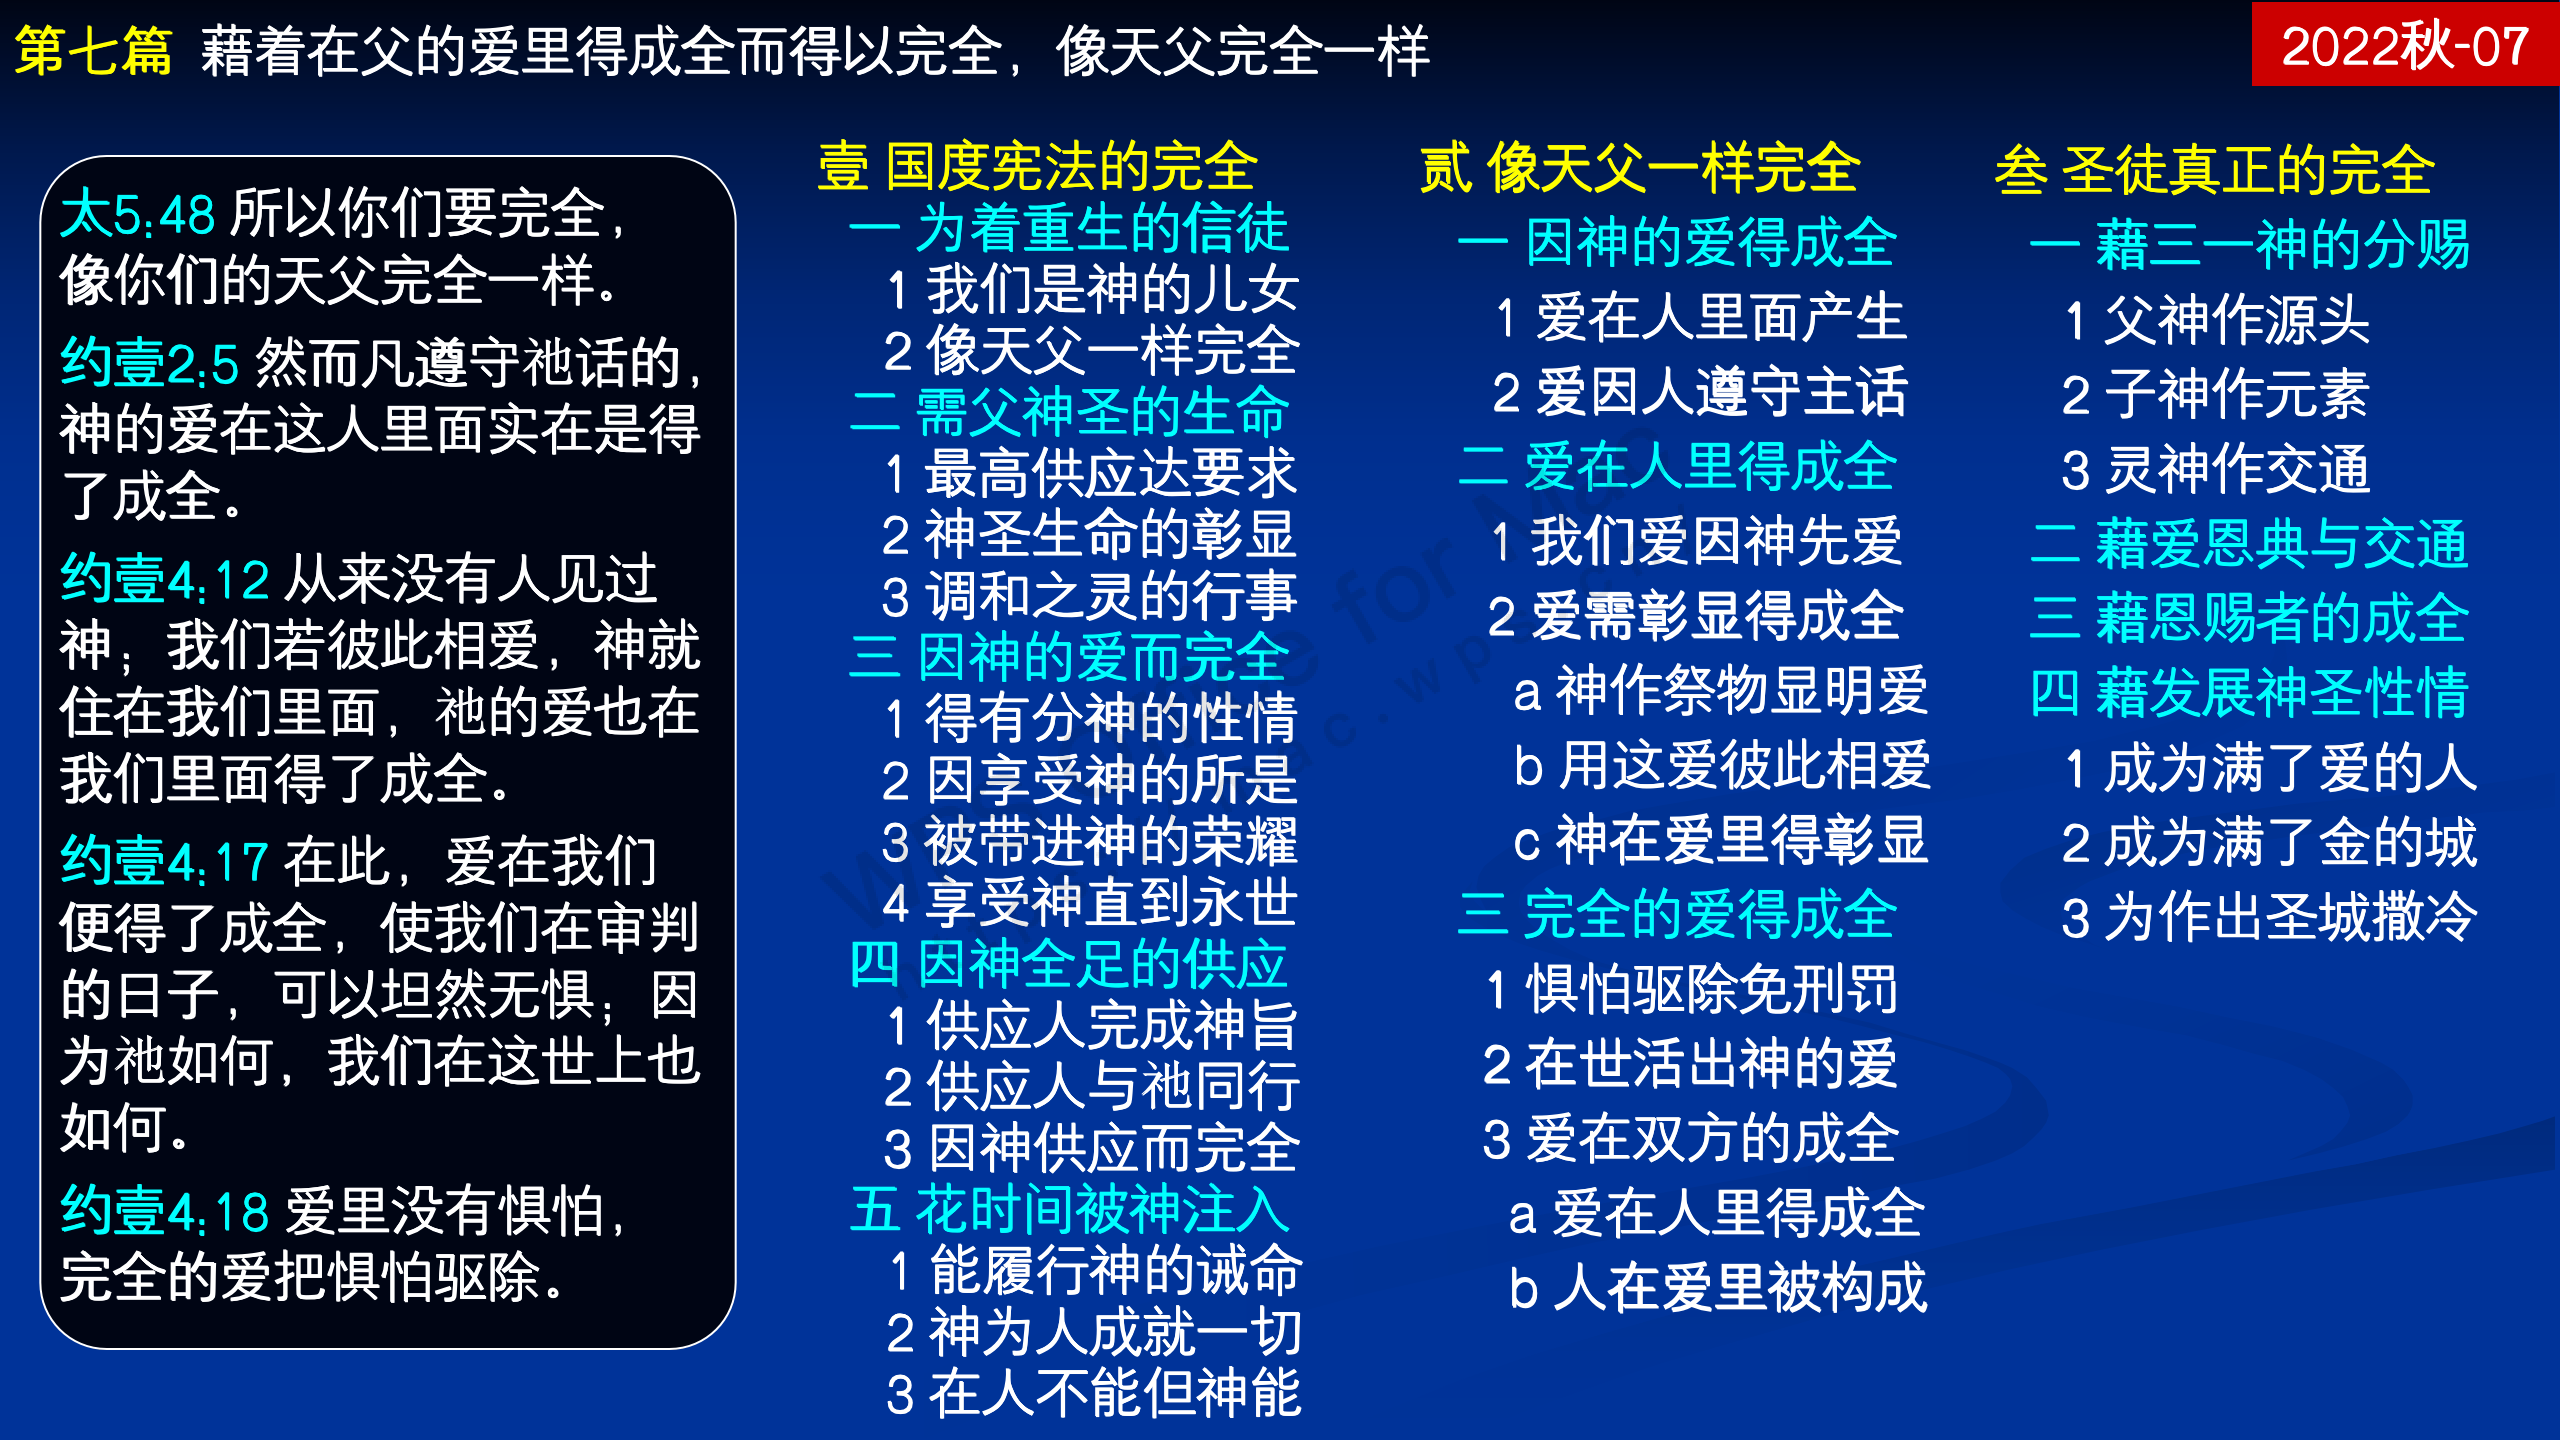 第七篇 藉着在父的爱里得成全而得以完全，像天父完全一样
2022秋-07
太5:48 所以你们要完全，
像你们的天父完全一样。
约壹2:5 然而凡遵守祂话的，
神的爱在这人里面实在是得
了成全。
约壹4:12 从来没有人见过
神；我们若彼此相爱，神就
住在我们里面，祂的爱也在
我们里面得了成全。
约壹4:17 在此，爱在我们
便得了成全，使我们在审判
的日子，可以坦然无惧；因
为祂如何，我们在这世上也
如何。
约壹4:18 爱里没有惧怕，
完全的爱把惧怕驱除。
壹 国度宪法的完全
一 为着重生的信徒
1 我们是神的儿女
2 像天父一样完全
二 需父神圣的生命
1 最高供应达要求
2 神圣生命的彰显
3 调和之灵的行事
三 因神的爱而完全
1 得有分神的性情
2 因享受神的所是
3 被带进神的荣耀
4 享受神直到永世
四 因神全足的供应
1 供应人完成神旨
2 供应人与祂同行
3 因神供应而完全
五 花时间被神注入
1 能履行神的诫命
2 神为人成就一切
3 在人不能但神能
贰 像天父一样完全
一 因神的爱得成全
1 爱在人里面产生
2 爱因人遵守主话
二 爱在人里得成全
1 我们爱因神先爱
2 爱需彰显得成全
a 神作祭物显明爱
b 用这爱彼此相爱
c 神在爱里得彰显
三 完全的爱得成全
1 惧怕驱除免刑罚
2 在世活出神的爱
3 爱在双方的成全
a 爱在人里得成全
b 人在爱里被构成
叁 圣徒真正的完全
一 藉三一神的分赐
1 父神作源头
2 子神作元素
3 灵神作交通
二 藉爱恩典与交通
三 藉恩赐者的成全
四 藉发展神圣性情
1 成为满了爱的人
2 成为满了金的城
3 为作出圣城撒冷